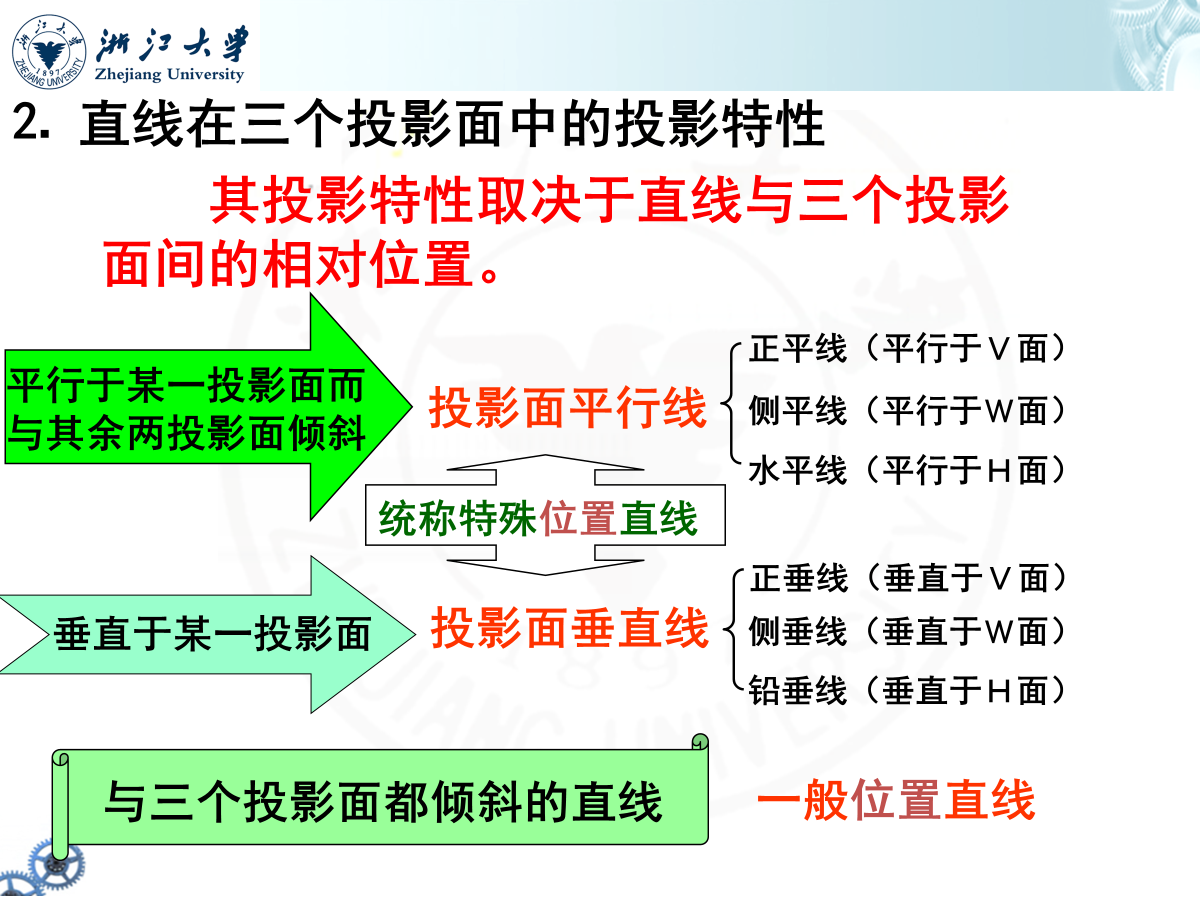 浙江大学
Zhejiang University
ZHEJIANG UNIVERSITY
1897
2. 直线在三个投影面中的投影特性
其投影特性取决于直线与三个投影
面间的相对位置。
平行于某一投影面而
与其余两投影面倾斜
投影面平行线
正平线（平行于V面）
侧平线（平行于W面）
水平线（平行于H面）
统称特殊位置直线
垂直于某一投影面
投影面垂直线
正垂线（垂直于V面）
侧垂线（垂直于W面）
铅垂线（垂直于H面）
与三个投影面都倾斜的直线
一般位置直线